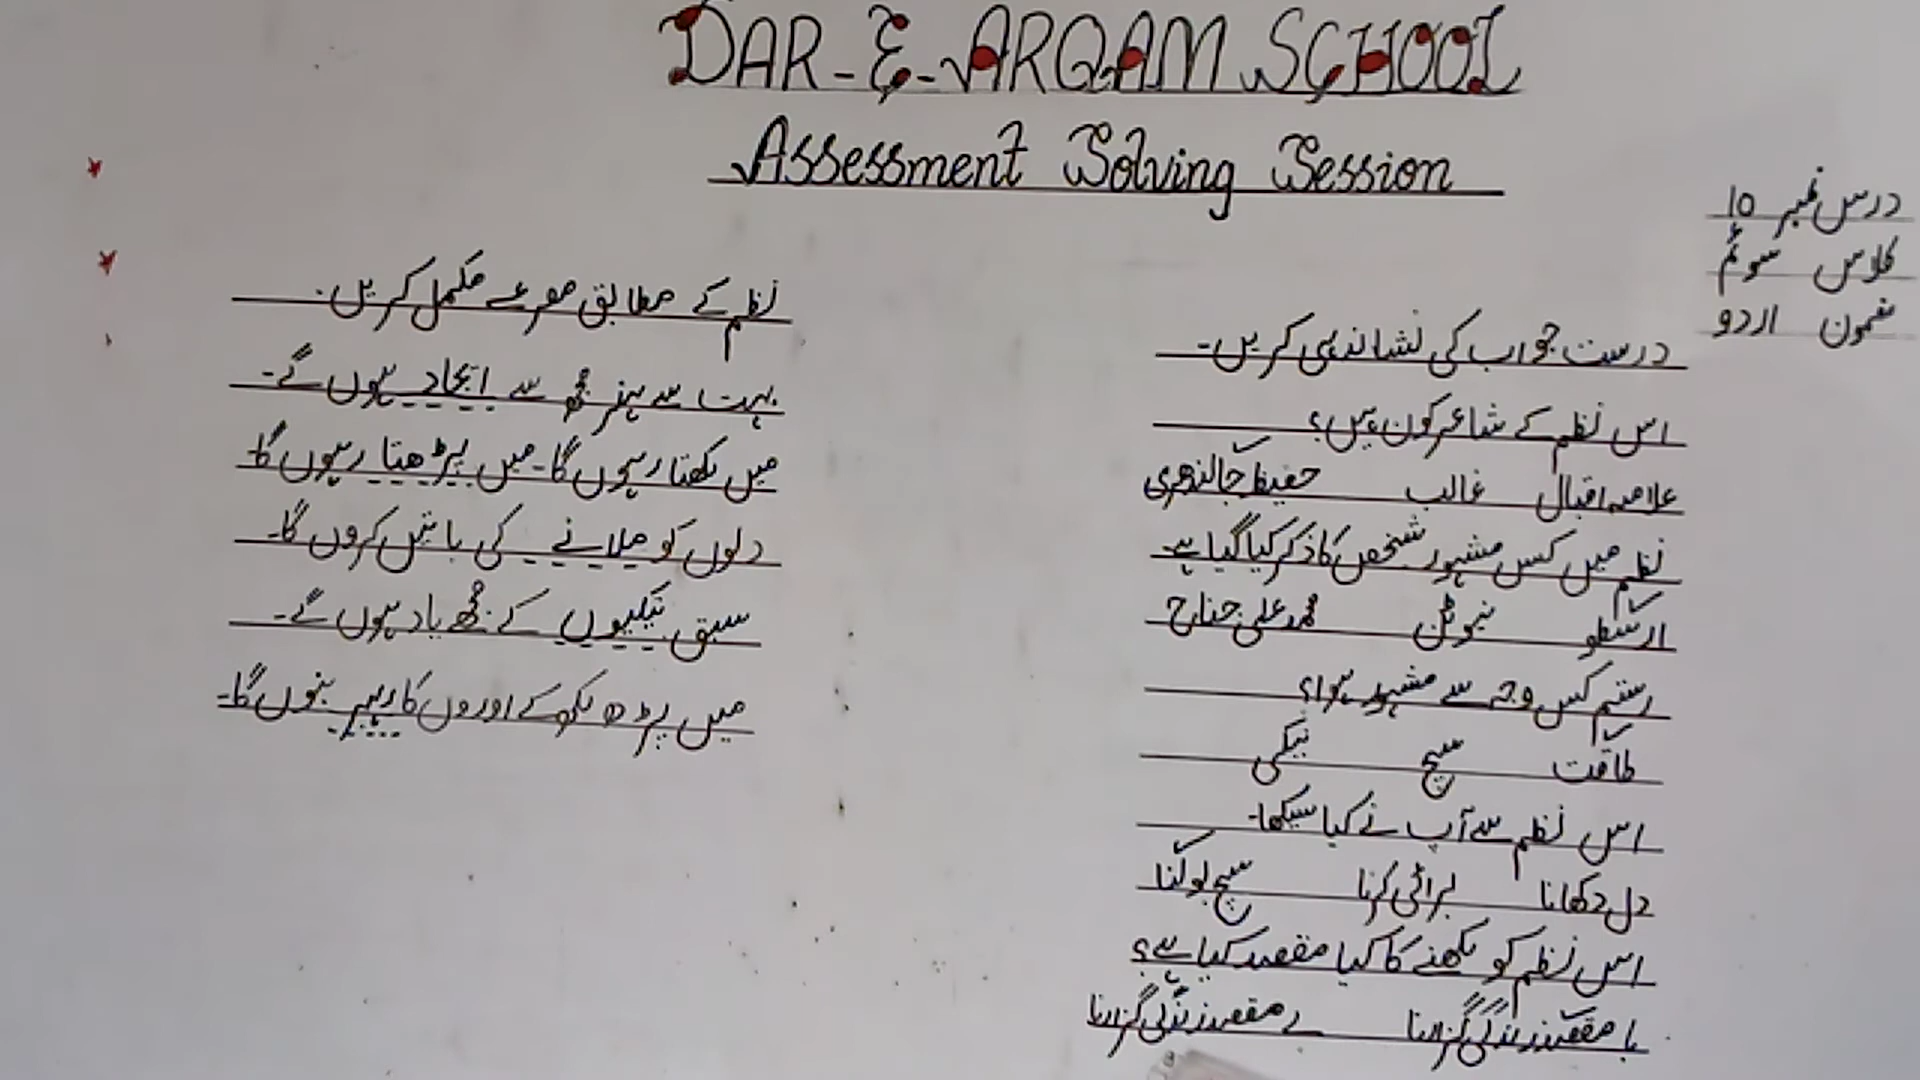 DAR-E-ARQAM SCHOOL
Assessment Solving Session
درس نمبر 10
کلاس سوئم
مضمون اردو
درست جواب کی نشاندہی کریں۔
اس نظم کے شاعر کون ہیں؟
علامہ اقبال غالب حفیظ جالندھری
نظم میں کس مشہور شخص کا ذکر کیا گیا ہے۔
ارسطو نیوٹن محمد علی جناح
رستم کس وجہ سے مشہور ہوا؟
طاقت سچ نیکی
اس نظم سے آپ نے کیا سیکھا۔
دل دکھانا برائی کرنا سچ بولنا
اس نظم کو لکھنے کا کیا مقصد کیا ہے؟
با مقصد زندگی گزارنا بے مقصد زندگی گزارنا
نظم کے مطابق مصرعے مکمل کریں۔
بہت سے ہنر مجھ سے ایجاد ہوں گے۔
میں لکھتا رہوں گا۔ میں پڑھتا رہوں گا
دلوں کو ملانے کی باتیں کروں گا۔
سبق نیکیوں کے مجھے یاد ہوں گے۔
میں پڑھ لکھ کے اوروں کا رہبر بنوں گا۔